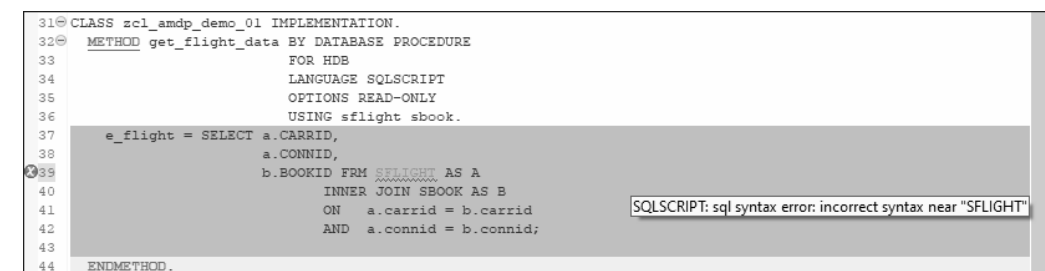 31 CLASS zcl_amdp_demo_01 IMPLEMENTATION.
32 METHOD get_flight_data BY DATABASE PROCEDURE
33 FOR HDB
34 LANGUAGE SQLSCRIPT
35 OPTIONS READ-ONLY
36 USING sflight sbook.
37 e_flight = SELECT a.CARRID,
38 a.CONNID,
39 b.BOOKID FRM SFLIGHT AS A
40 INNER JOIN SBOOK AS B
41 ON a.carrid = b.carrid SQLSCRIPT: sql syntax error: incorrect syntax near "SFLIGHT"
42 AND a.connid = b.connid;
43
44 ENDMETHOD.